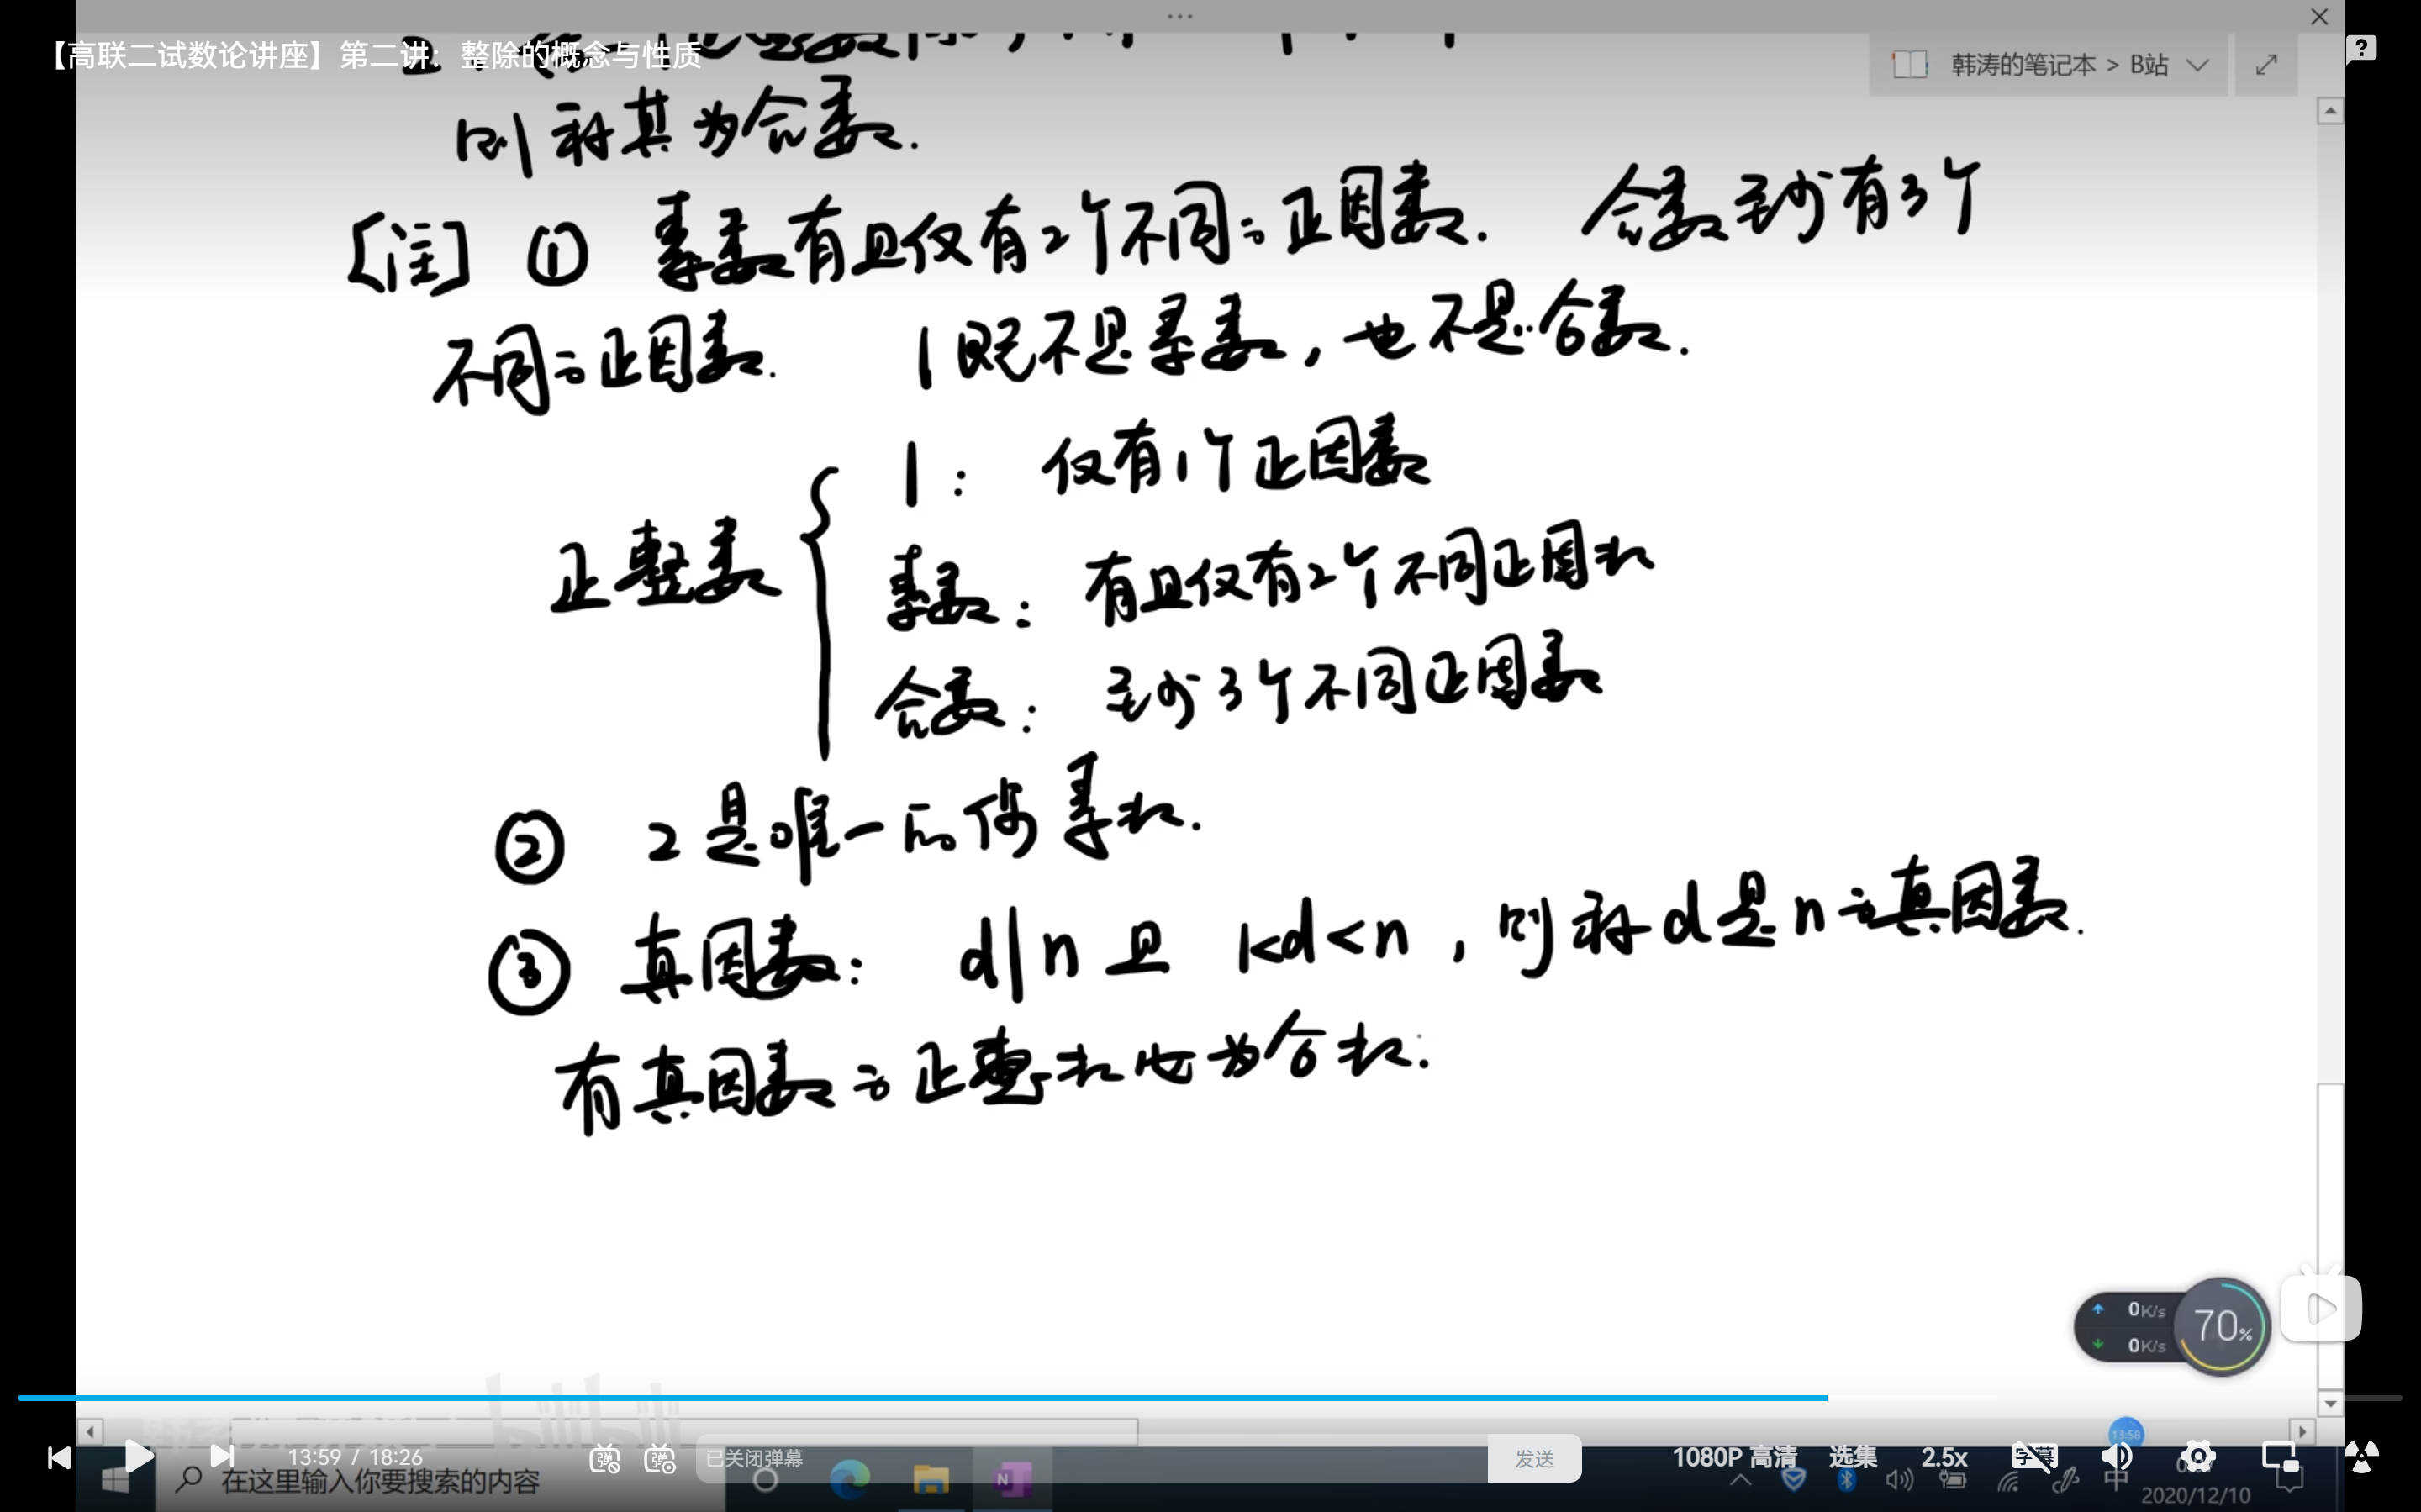 【高联二试数论讲座】第二讲：整除的概念与性质
韩涛的笔记本 > B站
则称其为合数.
[注] ① 素数有且仅有2个不同的正因数. 合数至少有3个
不同的正因数. 1既不是素数, 也不是合数.
正整数
1: 仅有1个正因数
素数: 有且仅有2个不同正因数
合数: 至少3个不同正因数
② 2是唯一的偶素数.
③ 真因数: d|n 且 1<d<n, 则称d是n的真因数.
有真因数的正整数必为合数.
0K/s
0K/s
70%
bilibili
13:58
13:59 / 18:26
弹
弹
已关闭弹幕
发送
1080P 高清
选集
2.5x
字幕
在这里输入你要搜索的内容
N
中
2020/12/10